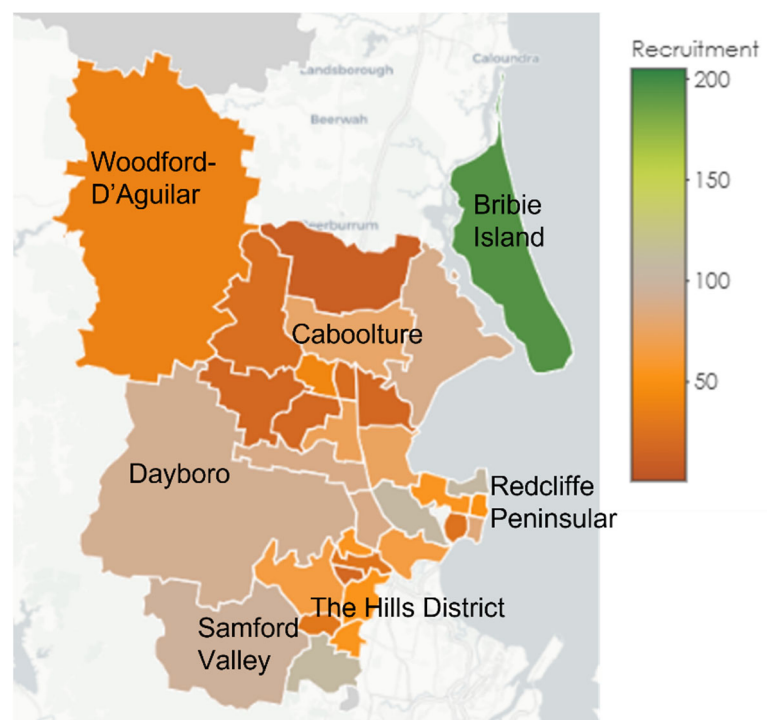 Recruitment
200
150
100
50
Caloundra
Landsborough
Beerwah
Woodford-
D'Aguilar
Bribie
Island
Caboolture
Dayboro
Redcliffe
Peninsular
The Hills District
Samford
Valley